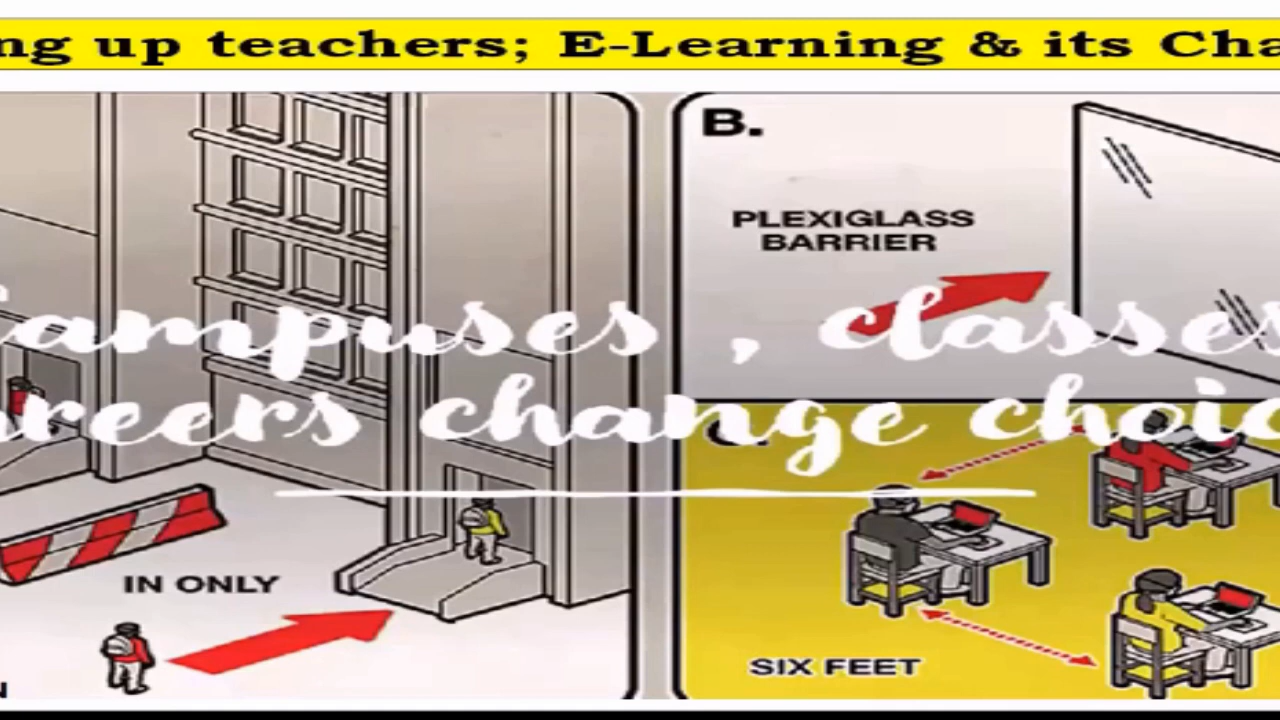 ng up teachers; E-Learning & its Cha
B.
PLEXIGLASS
BARRIER
ampuses , classes
reers change choic
IN ONLY
SIX FEET